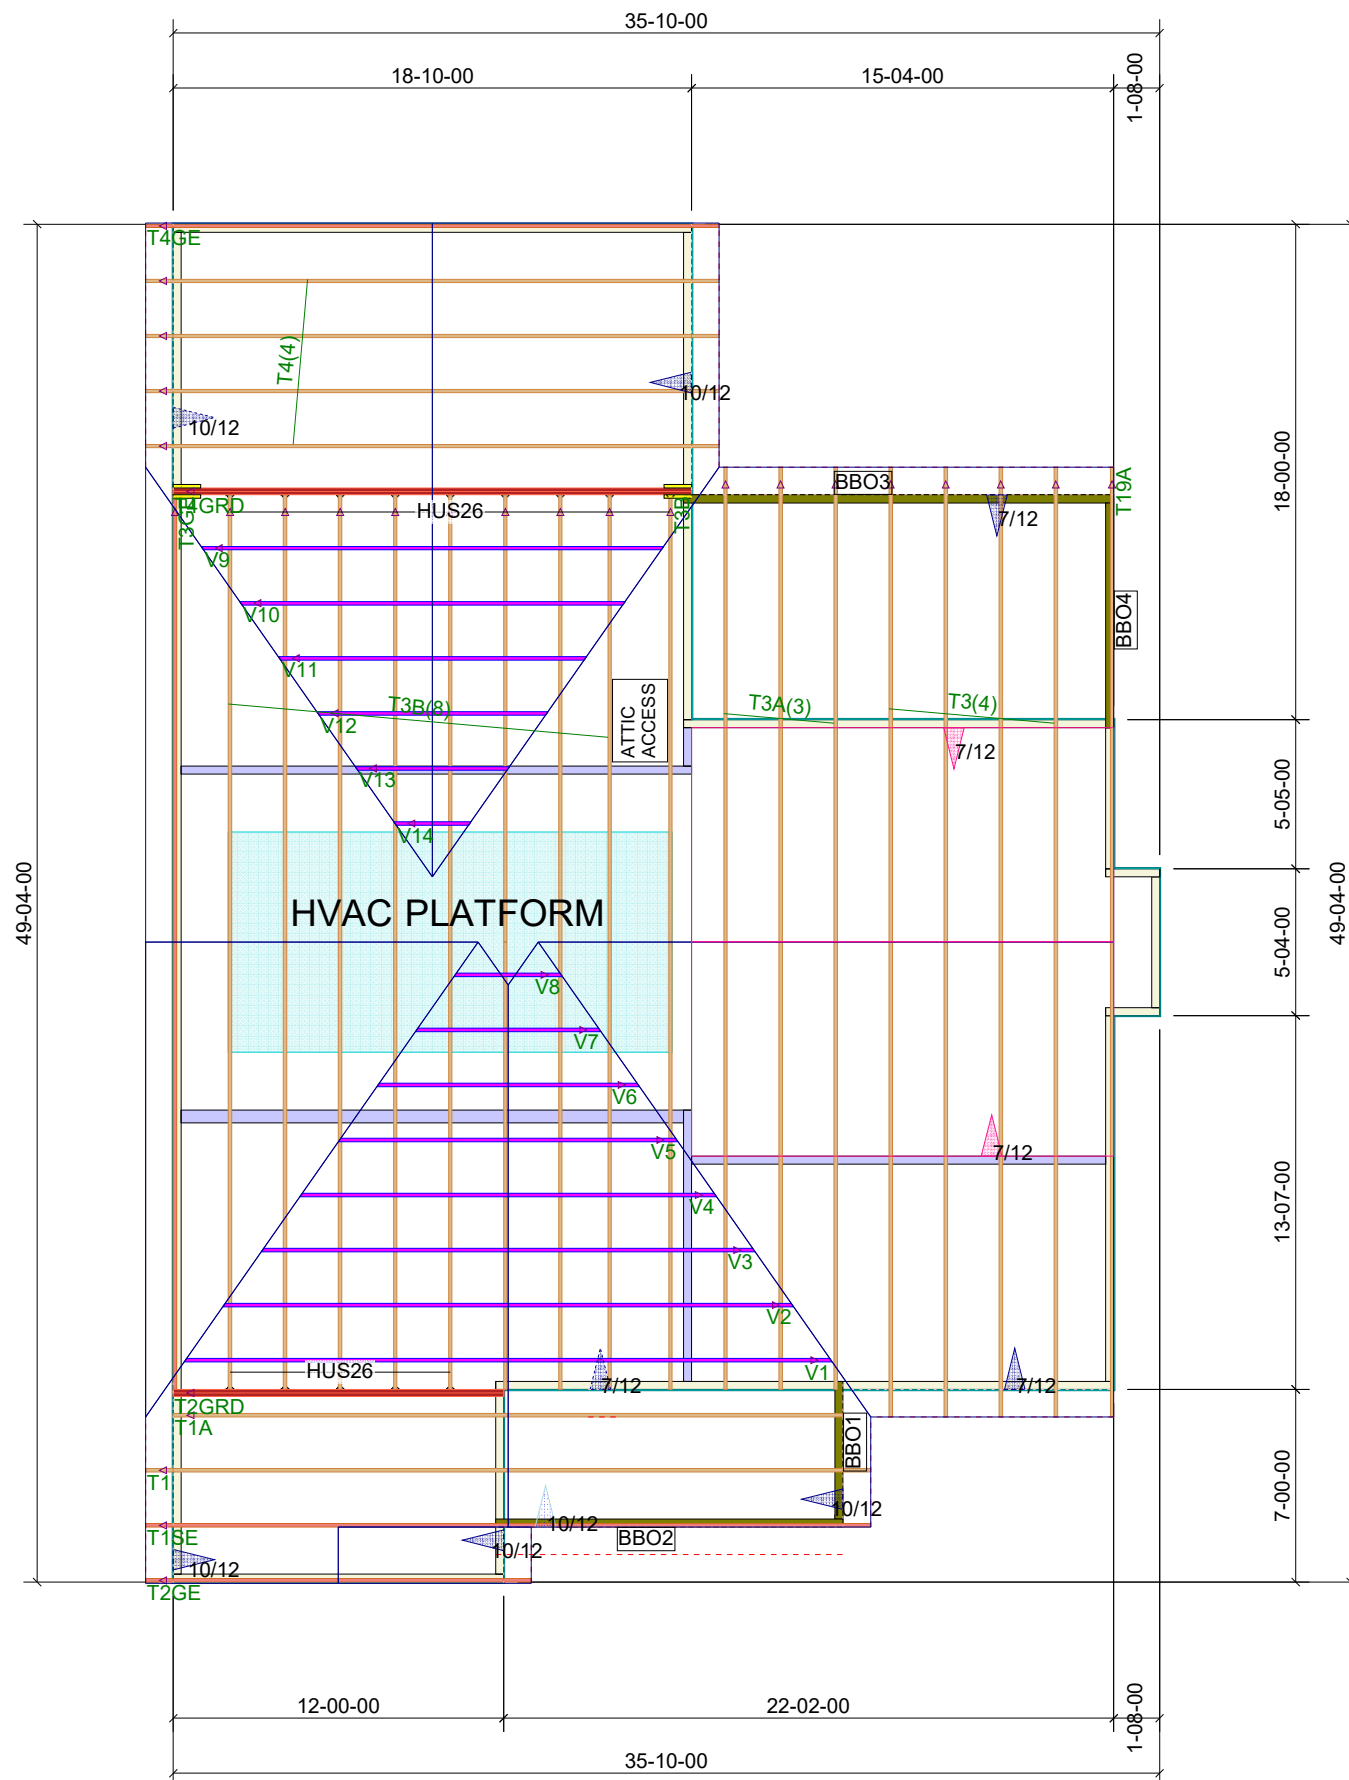 35-10-00
18-10-00
15-04-00
1-08-00
T4GE
T4(4)
10/12
10/12
49-04-00
18-00-00
T4GRD
T3GE
HUS26
BBO3
T19A
7/12
V9
V10
V11
V12
V13
V14
BBO4
T3B(8)
ATTIC
ACCESS
T3A(3)
T3(4)
7/12
5-05-00
HVAC PLATFORM
5-04-00
49-04-00
V8
V7
V6
V5
V4
V3
V2
V1
7/12
13-07-00
HUS26
7/12
7/12
T2GRD
T1A
T1
T1SE
T2GE
BBO1
10/12
10/12
BBO2
10/12
10/12
7-00-00
12-00-00
22-02-00
1-08-00
35-10-00